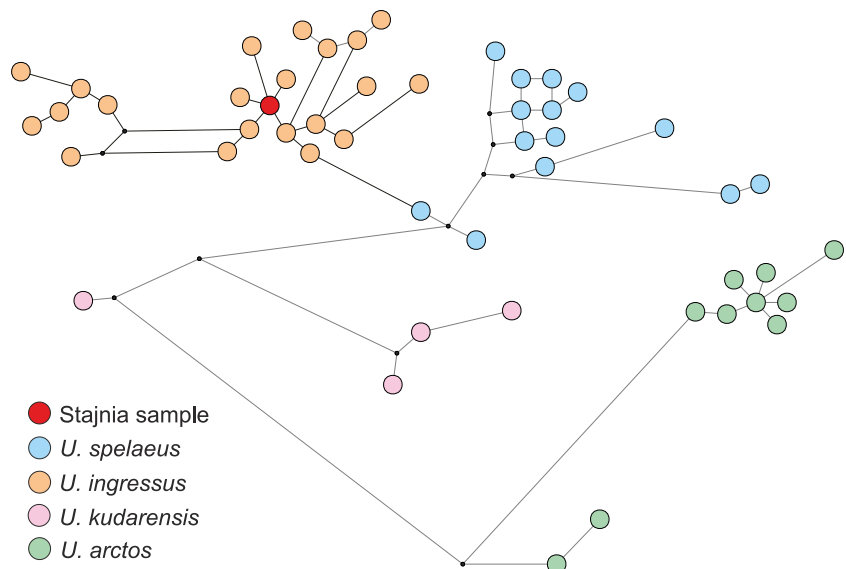 Stajnia sample
U. spelaeus
U. ingressus
U. kudarensis
U. arctos